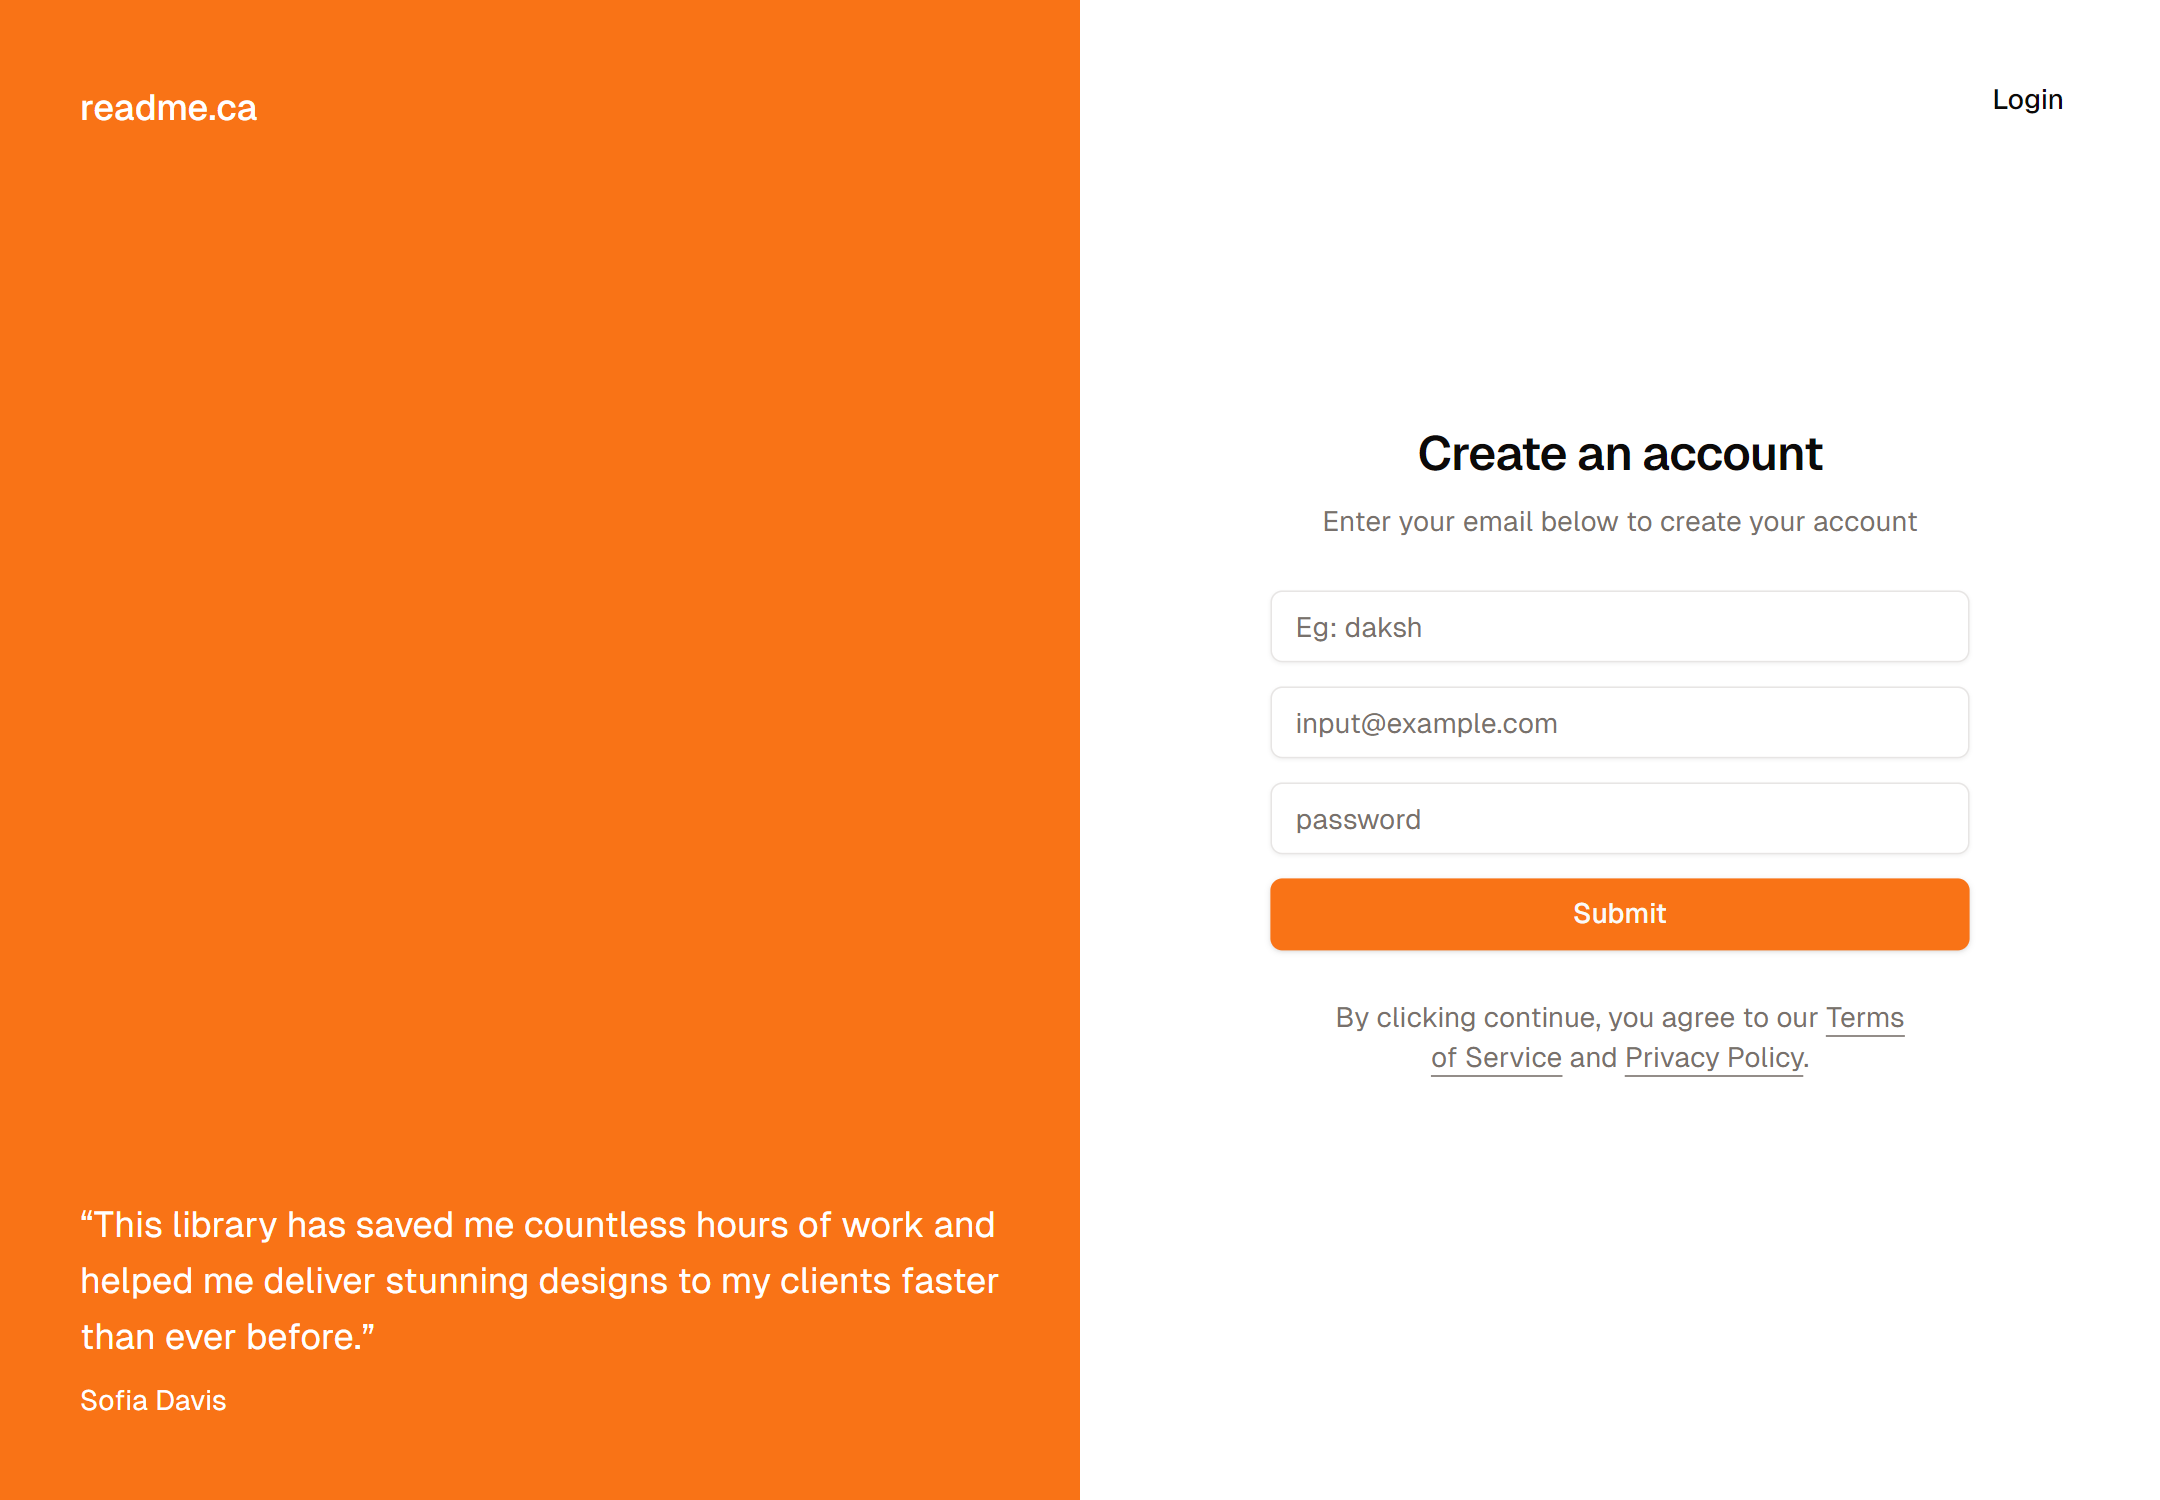 readme.ca
“This library has saved me countless hours of work and
helped me deliver stunning designs to my clients faster
than ever before.”
Sofia Davis
Login
Create an account
Enter your email below to create your account
Eg: daksh
input@example.com
password
Submit
By clicking continue, you agree to our Terms
of Service and Privacy Policy.